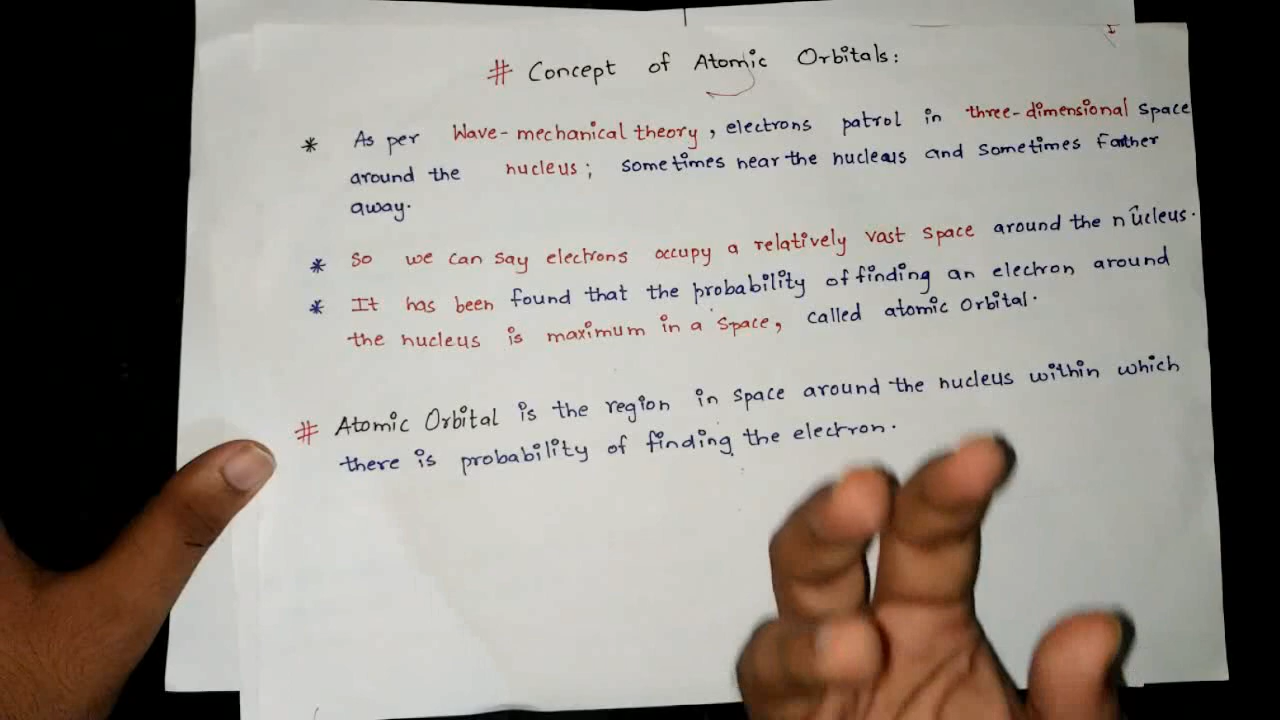 # Concept of Atomic Orbitals:
* As per Wave-mechanical theory, electrons patrol in three-dimensional space
around the nucleus; sometimes near the nucleus and sometimes farther
away.
* So we can say electrons occupy a relatively vast space around the nucleus.
* It has been found that the probability of finding an electron around
the nucleus is maximum in a space, called atomic orbital.
# Atomic Orbital is the region in space around the nucleus within which
there is probability of finding the electron.